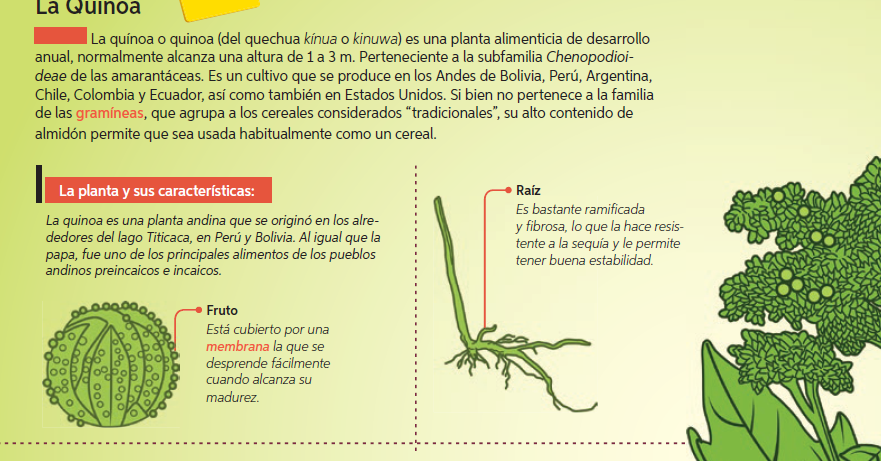 La Quinoa
La quínoa o quinoa (del quechua kínua o kinuwa) es una planta alimenticia de desarrollo
anual, normalmente alcanza una altura de 1 a 3 m. Perteneciente a la subfamilia Chenopodioi-
deae de las amarantáceas. Es un cultivo que se produce en los Andes de Bolivia, Perú, Argentina,
Chile, Colombia y Ecuador, así como también en Estados Unidos. Si bien no pertenece a la familia
de las gramíneas, que agrupa a los cereales considerados “tradicionales”, su alto contenido de
almidón permite que sea usada habitualmente como un cereal.
La planta y sus características:
La quinoa es una planta andina que se originó en los alre-
dedores del lago Titicaca, en Perú y Bolivia. Al igual que la
papa, fue uno de los principales alimentos de los pueblos
andinos preincaicos e incaicos.
Fruto
Está cubierto por una
membrana la que se
desprende fácilmente
cuando alcanza su
madurez.
Raíz
Es bastante ramificada
y fibrosa, lo que la hace resis-
tente a la sequía y le permite
tener buena estabilidad.